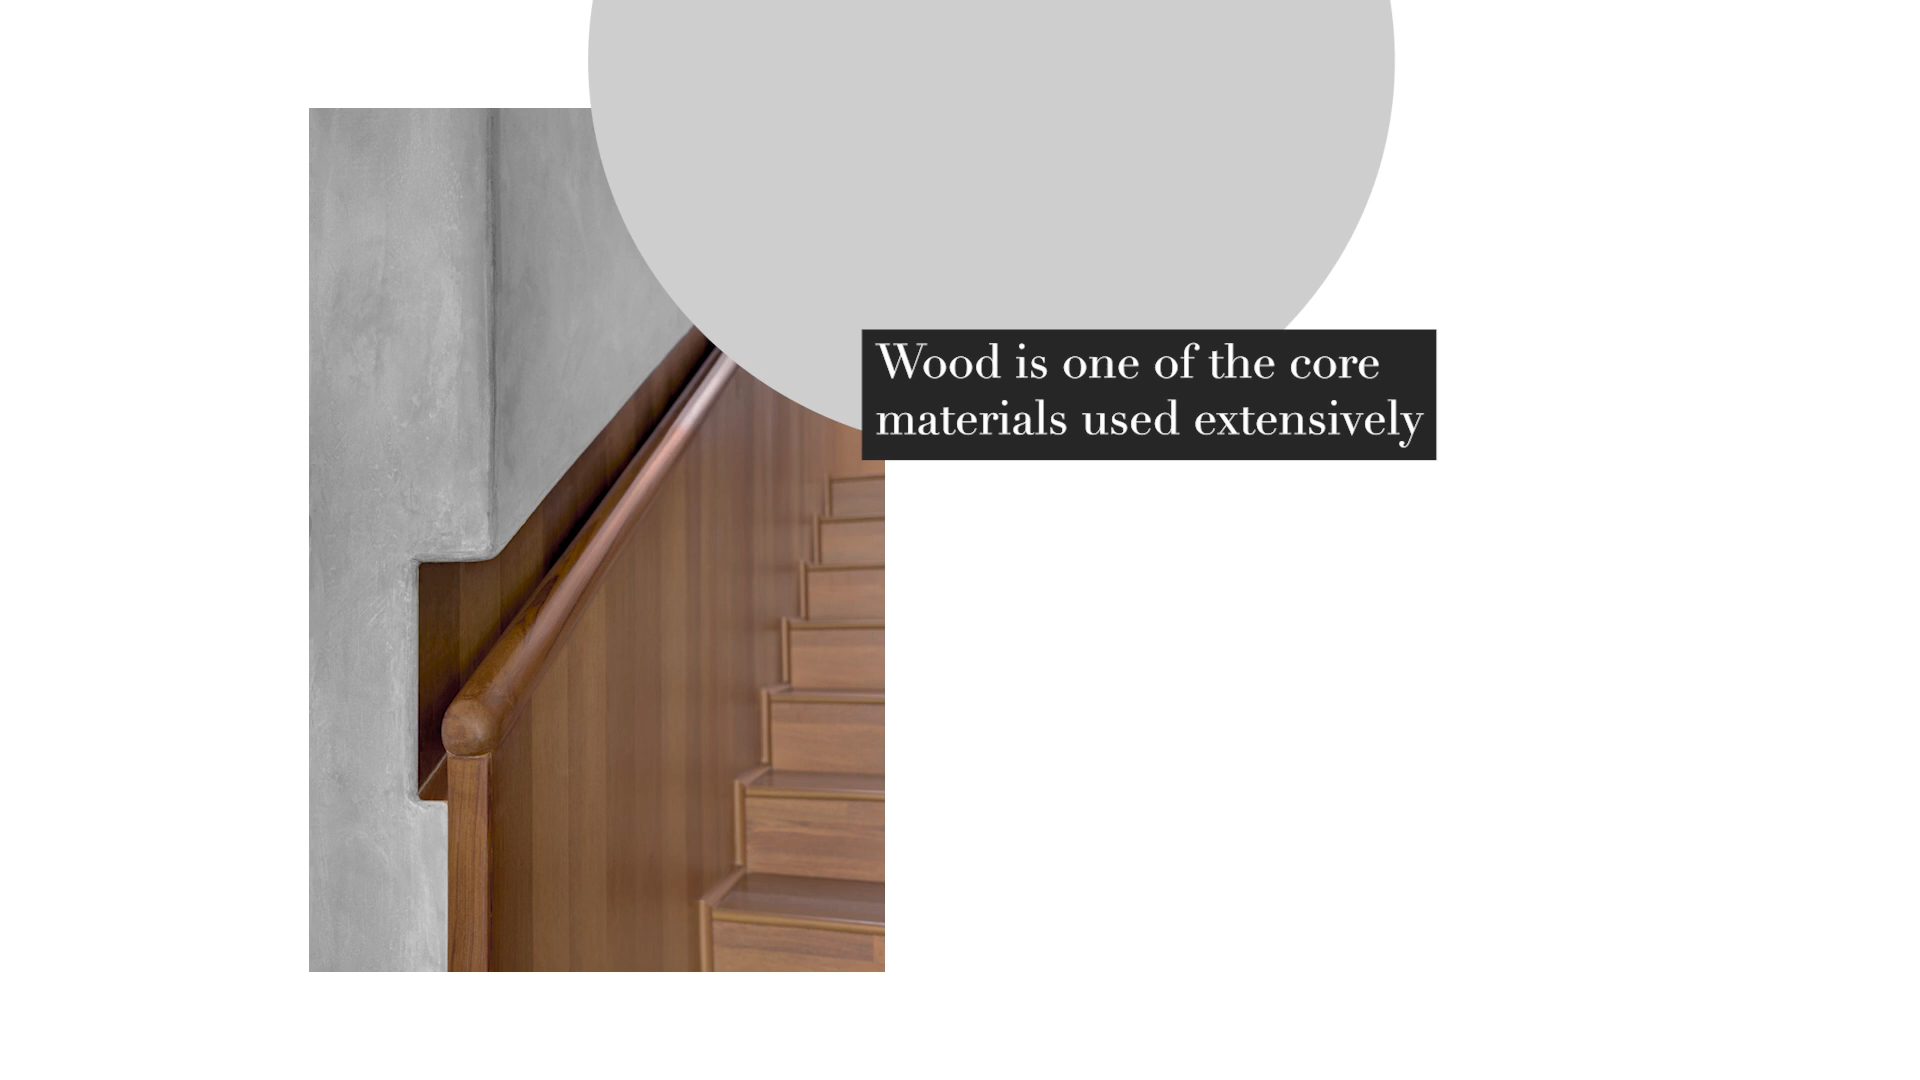 Wood is one of the core
materials used extensively